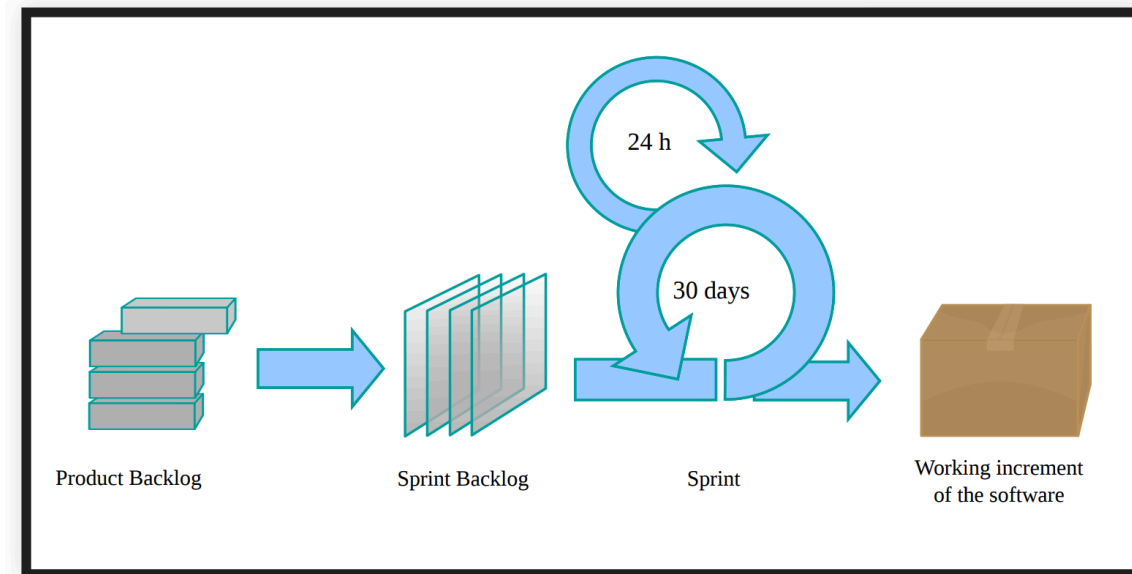 24 h
30 days
Product Backlog
Sprint Backlog
Sprint
Working increment
of the software